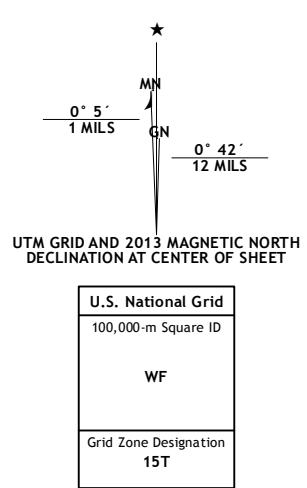 ★
MN
0° 5´
1 MILS
GN
0° 42´
12 MILS
UTM GRID AND 2013 MAGNETIC NORTH
DECLINATION AT CENTER OF SHEET
U.S. National Grid
100,000-m Square ID
WF
Grid Zone Designation
15T